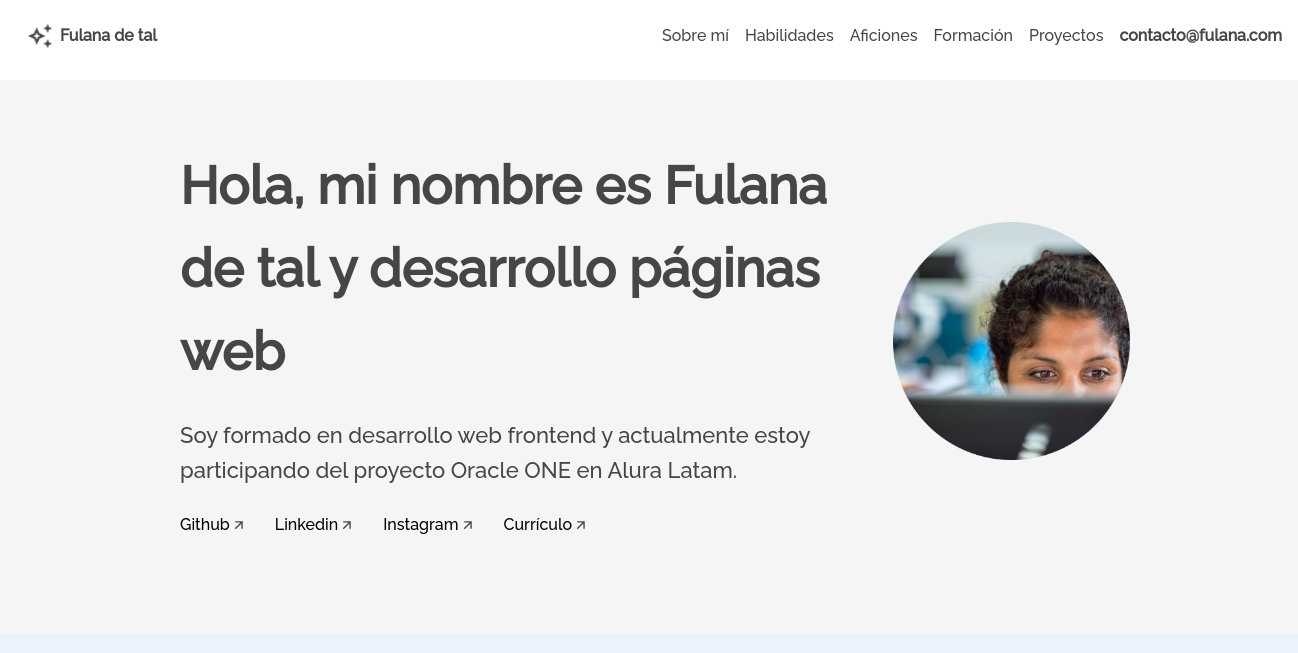 Fulana de tal
Sobre mí Habilidades Aficiones Formación Proyectos contacto@fulana.com
Hola, mi nombre es Fulana
de tal y desarrollo páginas
web
Soy formado en desarrollo web frontend y actualmente estoy
participando del proyecto Oracle ONE en Alura Latam.
Github Linkedin Instagram Currículo